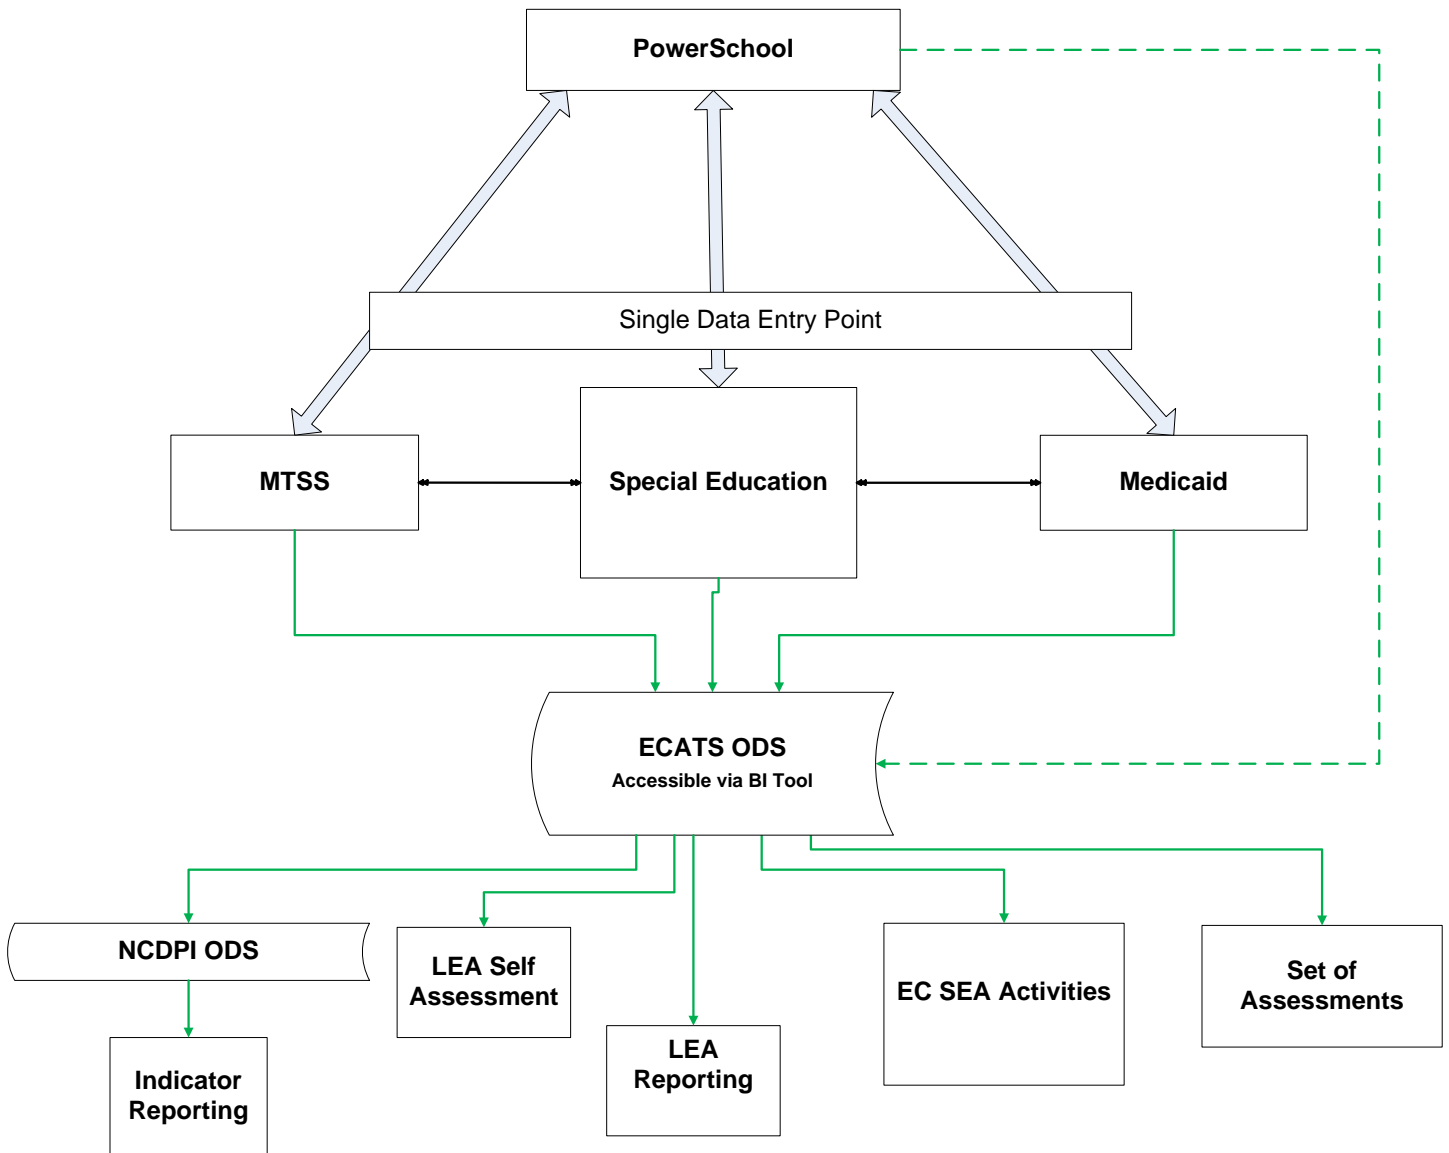 PowerSchool
Single Data Entry Point
MTSS
Special Education
Medicaid
ECATS ODS
Accessible via BI Tool
NCDPI ODS
LEA Self
Assessment
EC SEA Activities
Set of
Assessments
LEA
Reporting
Indicator
Reporting